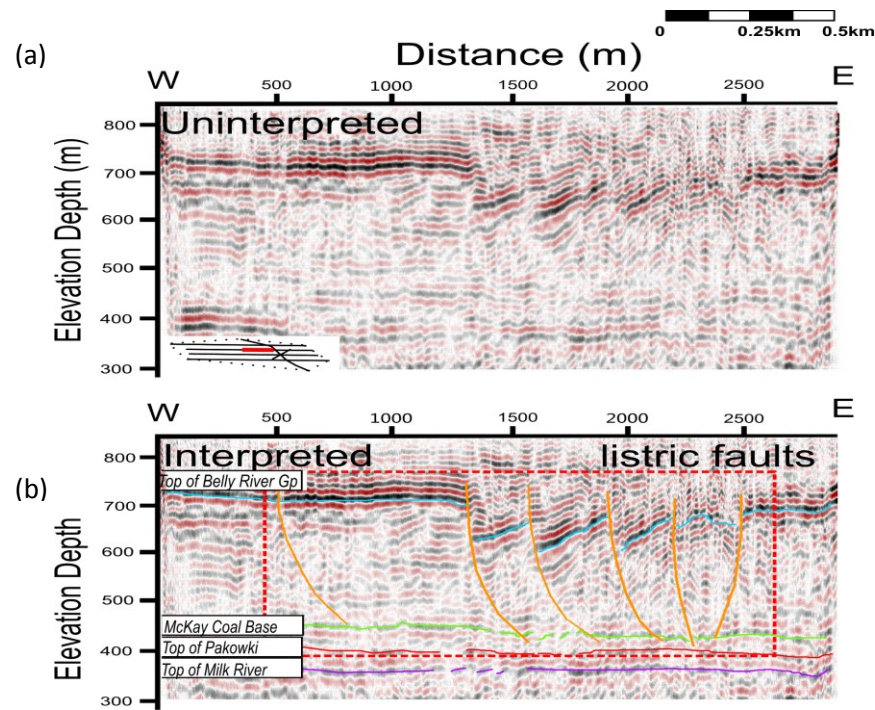 0 0.25km 0.5km
(a)
Distance (m)
W E
500 1000 1500 2000 2500
Uninterpreted
Elevation Depth (m)
800
700
600
500
400
300
(b)
W E
500 1000 1500 2000 2500
Interpreted listric faults
Elevation Depth
800
Top of Belly River Gp
700
600
500
McKay Coal Base
400
Top of Pakowki
Top of Milk River
300